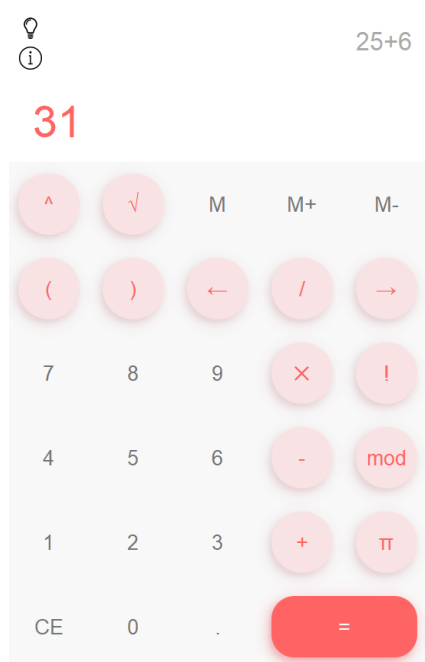 i
25+6
31
^ √ M M+ M-
( ) ← / →
7 8 9 × !
4 5 6 - mod
1 2 3 + π
CE 0 . =